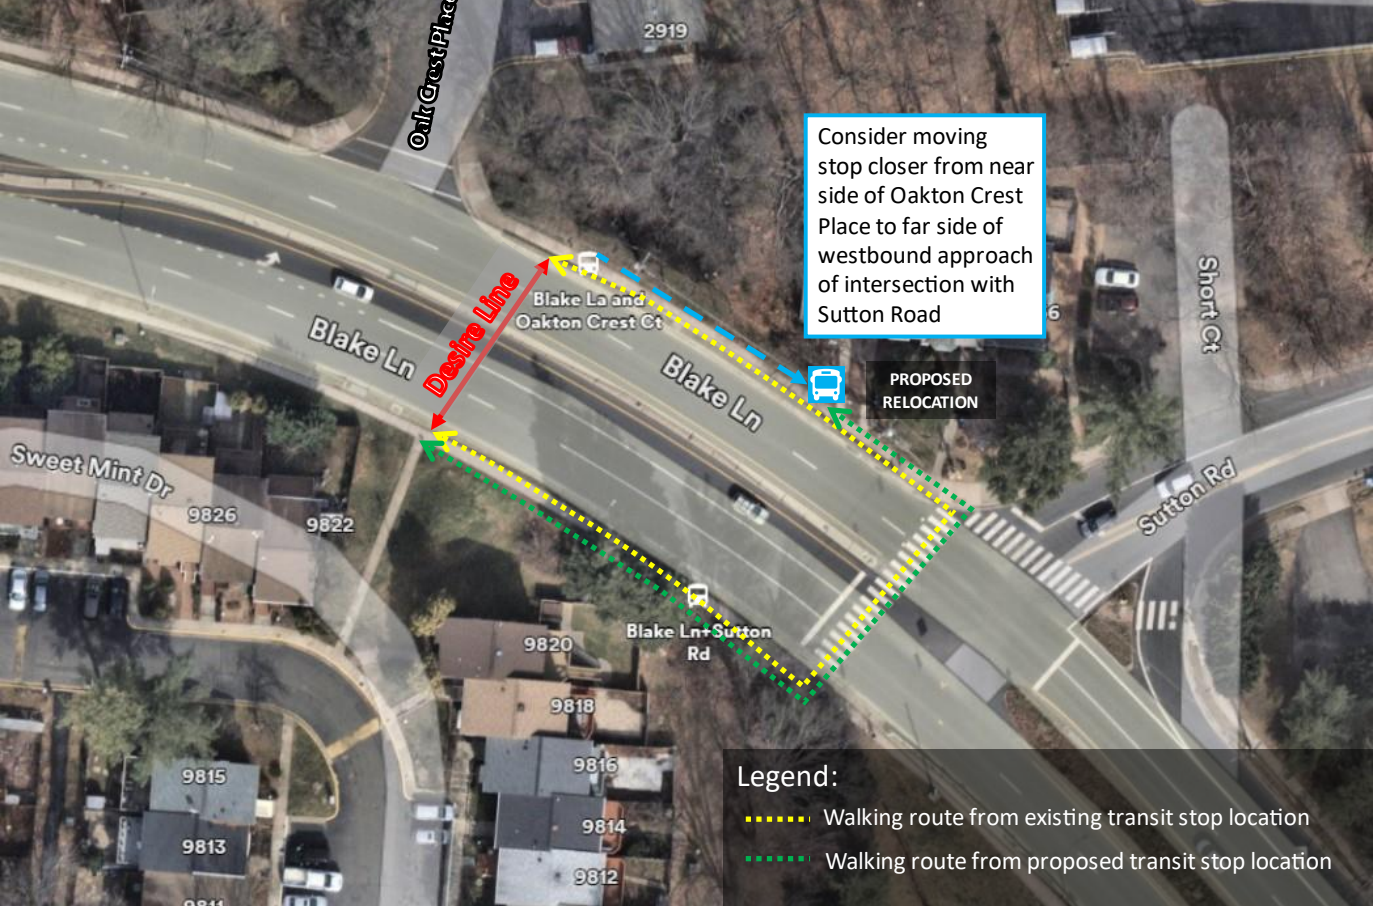 Oak Crest Place
2919
Consider moving
stop closer from near
side of Oakton Crest
Place to far side of
westbound approach
of intersection with
Sutton Road
Short Ct
Desire Line
Blake La and
Oakton Crest Ct
Blake Ln
Blake Ln
PROPOSED
RELOCATION
Sutton Rd
Sweet Mint Dr
9826
9822
Blake Ln+Sutton
Rd
9820
9818
9816
9815
9814
9813
9812
Legend:
Walking route from existing transit stop location
Walking route from proposed transit stop location